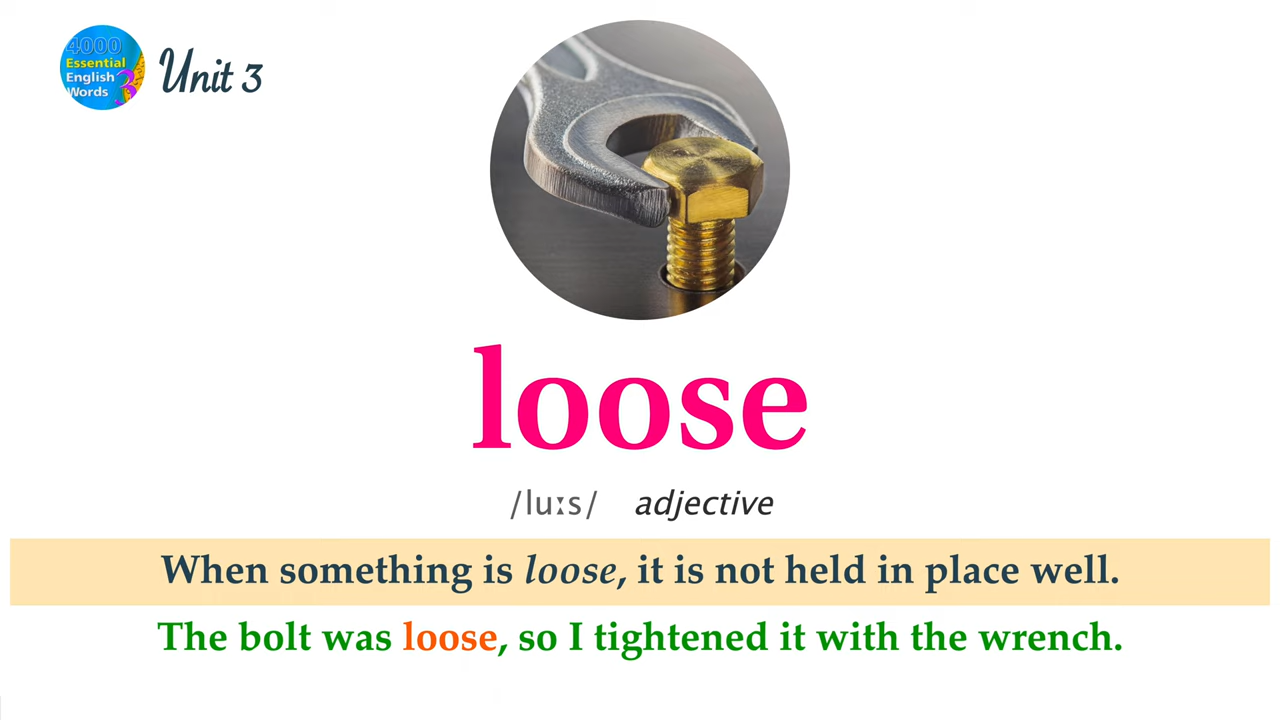 4000
Essential
English
Words 3
Unit 3
loose
/luːs/ adjective
When something is loose, it is not held in place well.
The bolt was loose, so I tightened it with the wrench.